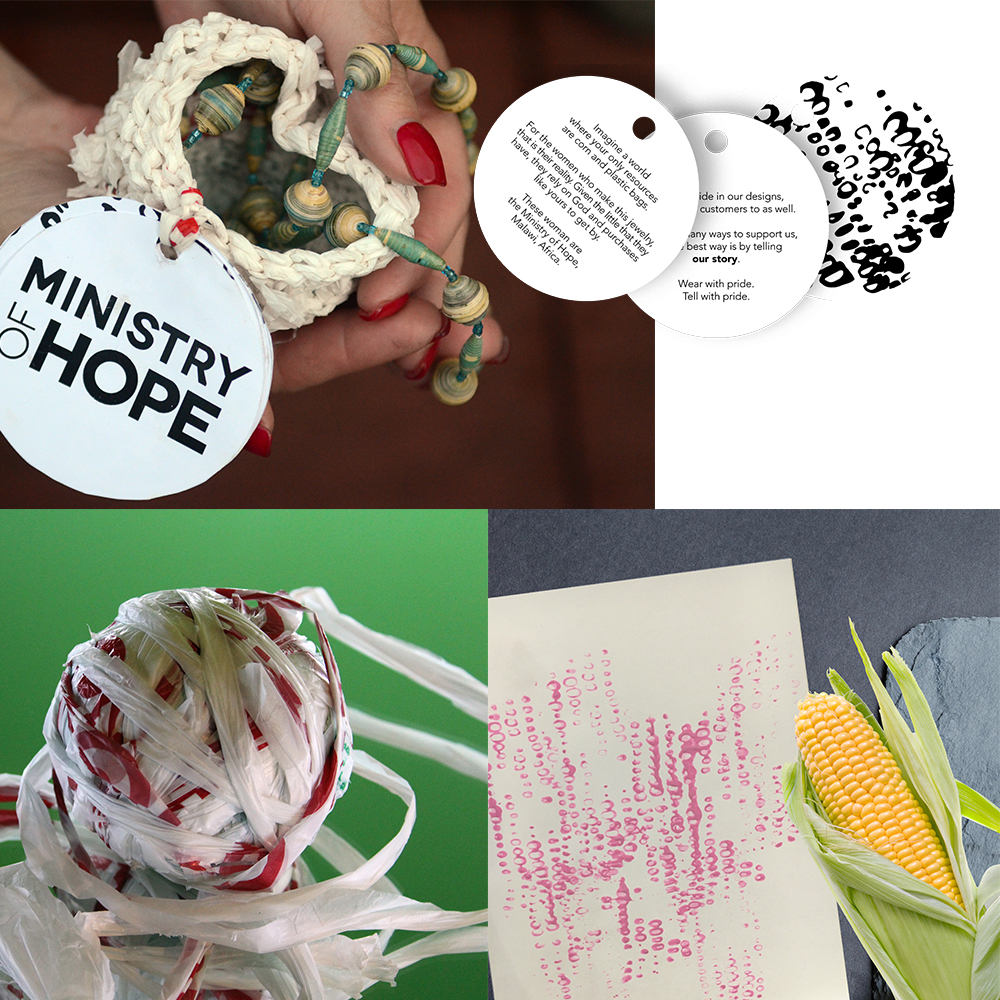 MINISTRY
OF
HOPE
Imagine a world
where your only resources
are corn and plastic bags.
For the women who make this jewelry,
that is their reality. Given the little that they
have, they rely on God and purchases
like yours to get by.
These women are
the Ministry of Hope,
Malawi, Africa.
ide in our designs,
customers to as well.
any ways to support us,
best way is by telling
our story.
Wear with pride.
Tell with pride.